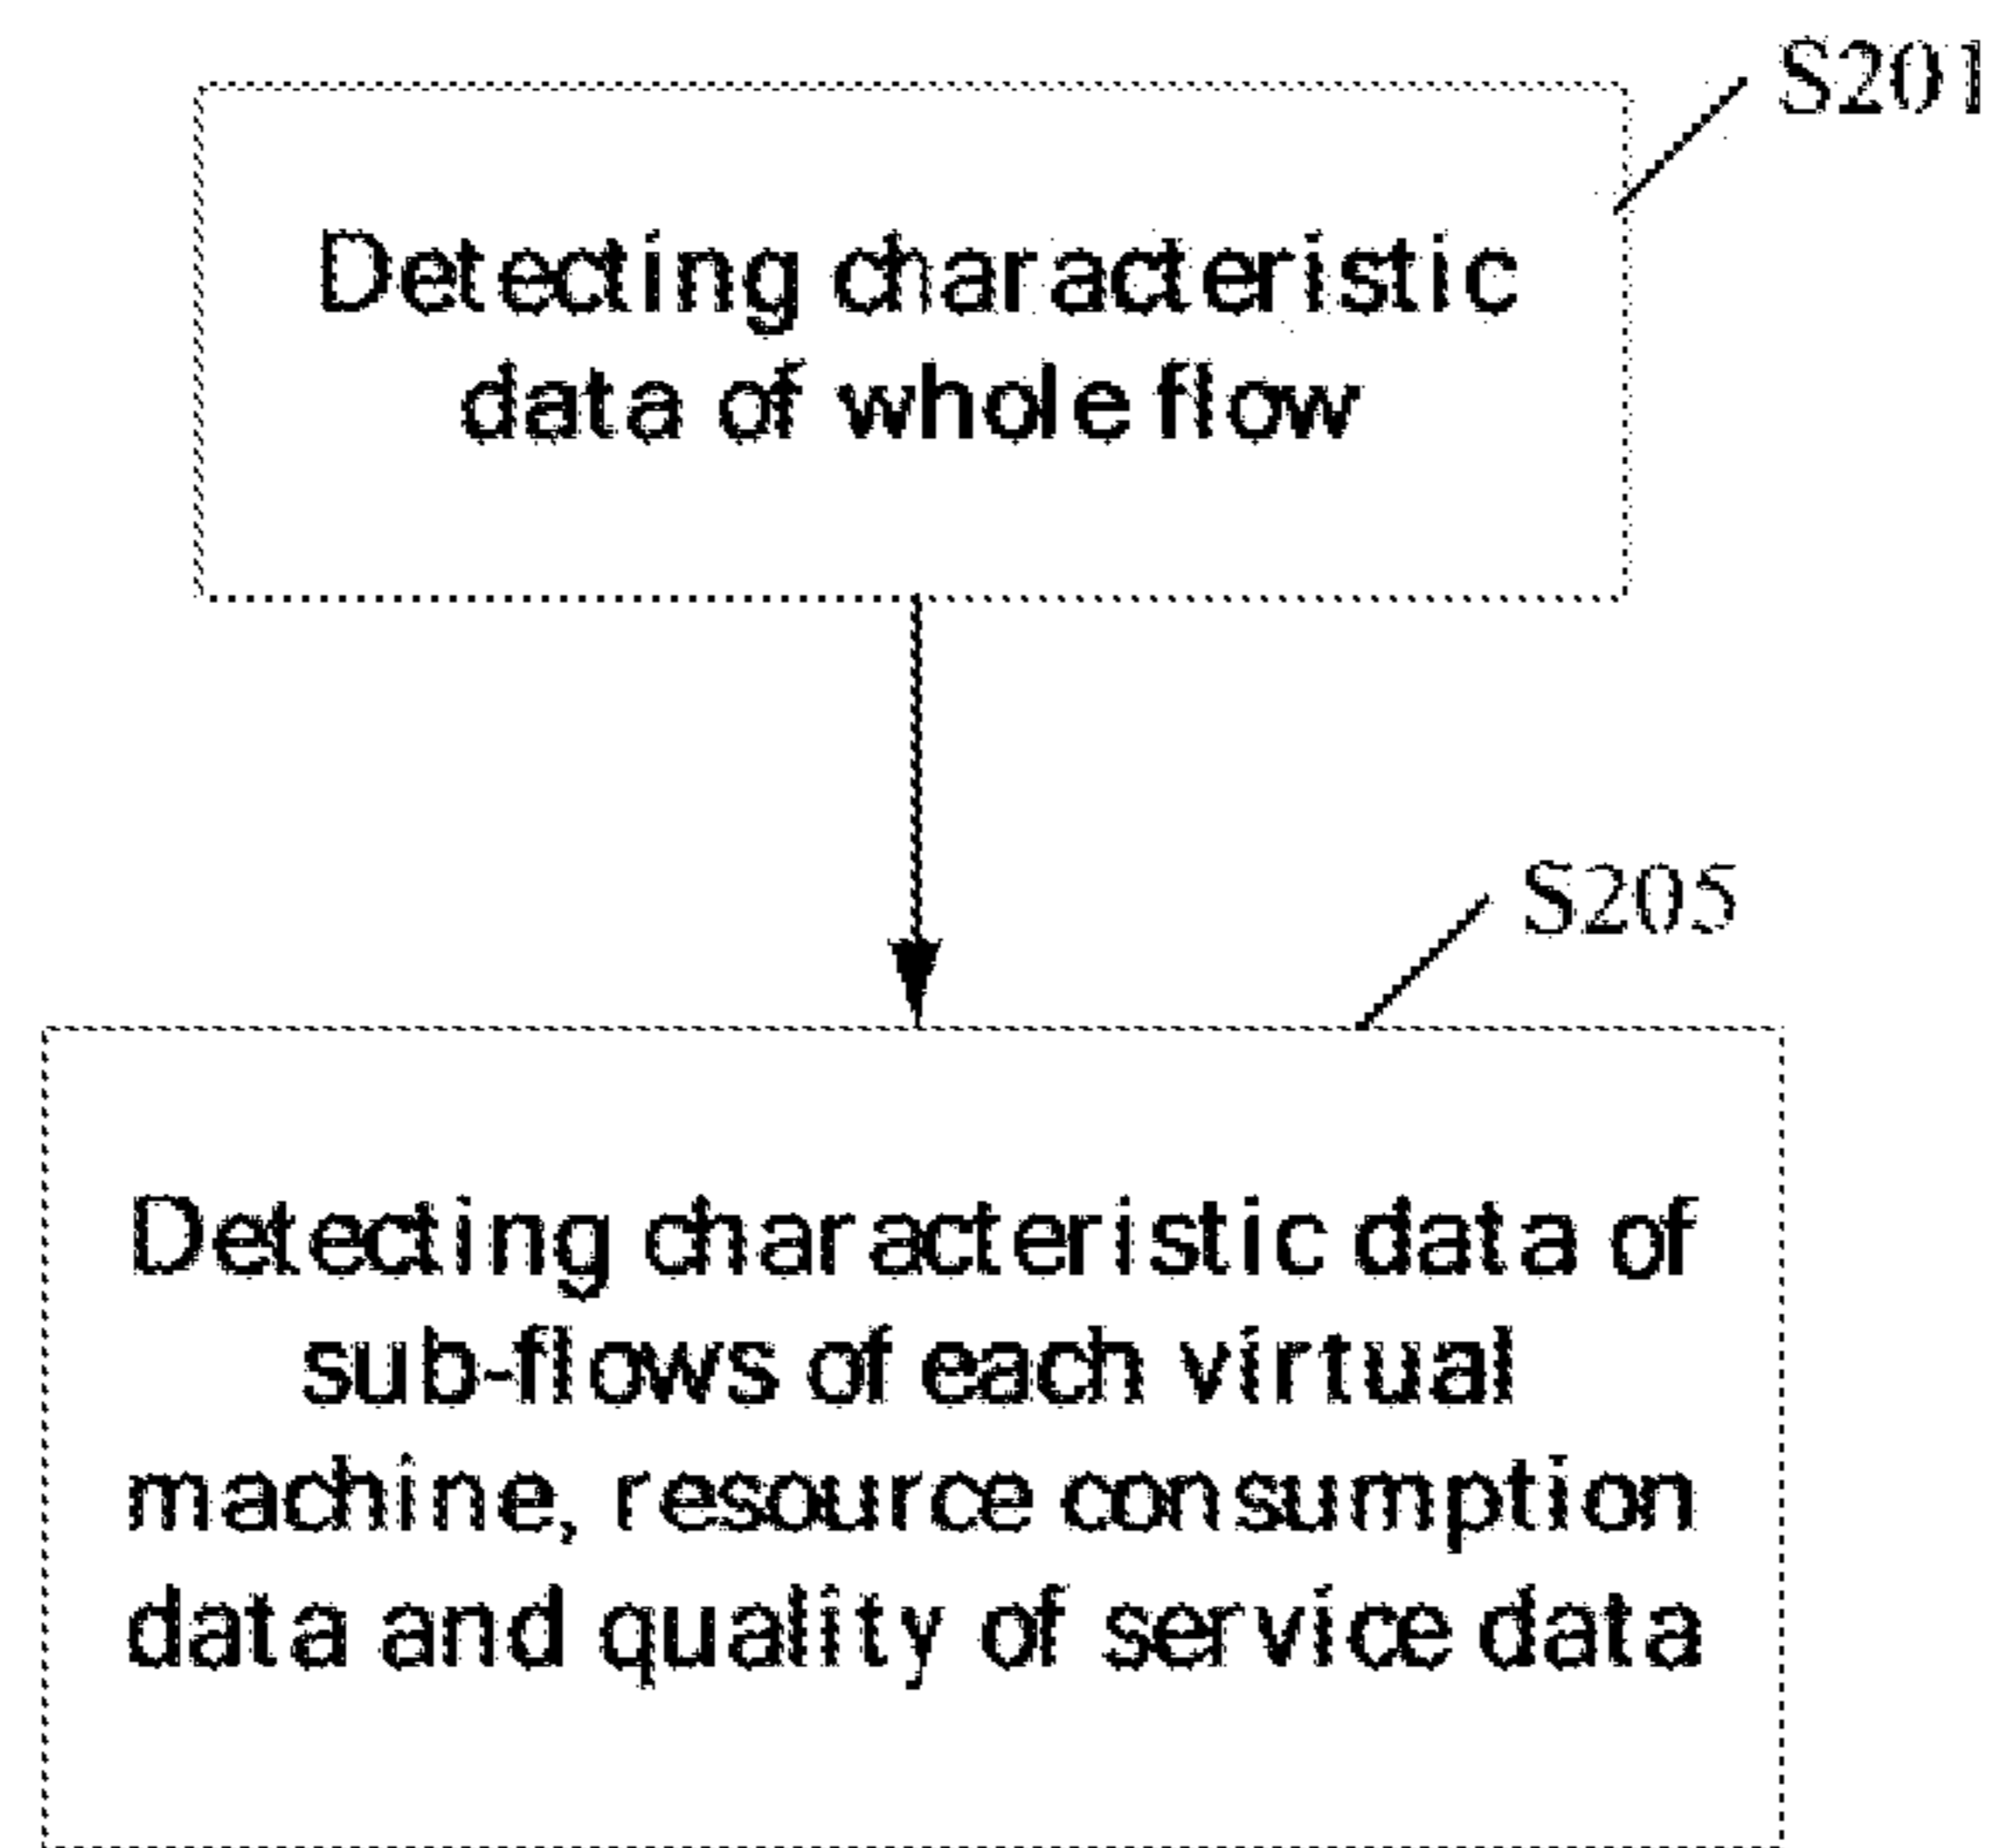 S201
Detecting characteristic
data of whole flow
S205
Detecting characteristic data of
sub-flows of each virtual
machine, resource consumption
data and quality of service data